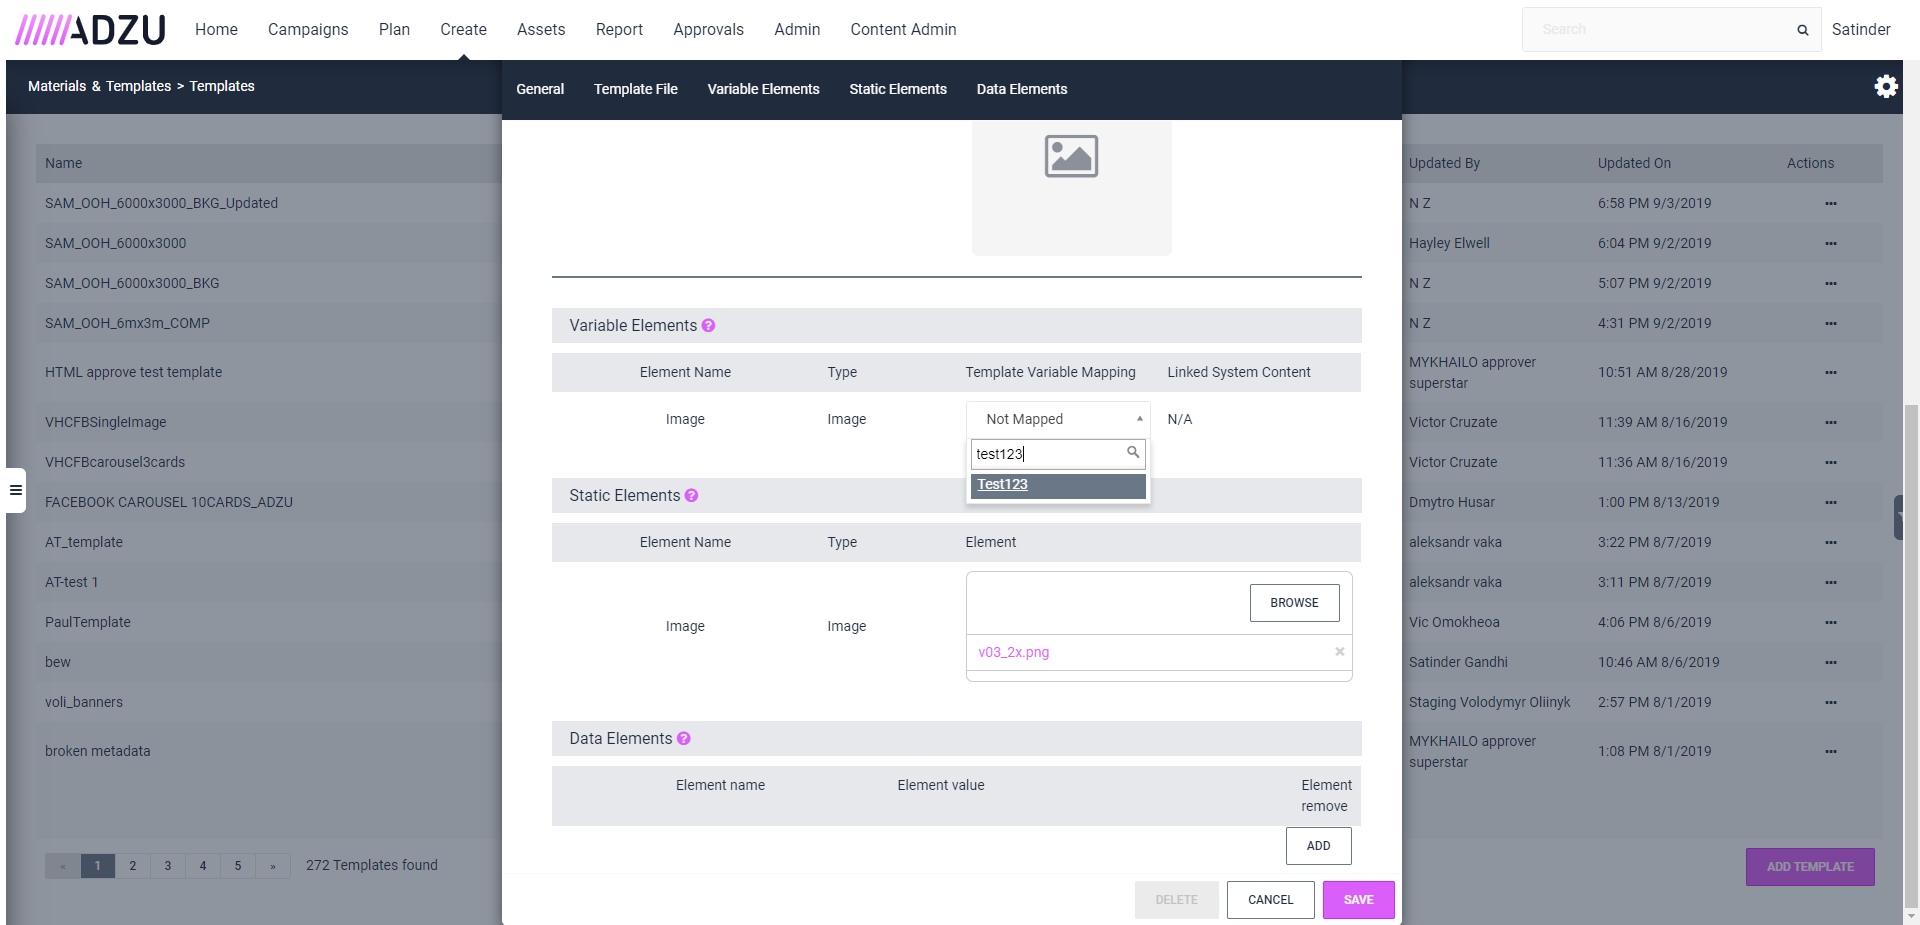 ADZU
Home Campaigns Plan Create Assets Report Approvals Admin Content Admin
Search
Satinder
Materials & Templates > Templates
General Template File Variable Elements Static Elements Data Elements
Name
Updated By Updated On Actions
SAM_OOH_6000x3000_BKG_Updated
N Z 6:58 PM 9/3/2019
SAM_OOH_6000x3000
Hayley Elwell 6:04 PM 9/2/2019
SAM_OOH_6000x3000_BKG
N Z 5:07 PM 9/2/2019
SAM_OOH_6mx3m_COMP
N Z 4:31 PM 9/2/2019
HTML approve test template
MYKHAILO approver
superstar
10:51 AM 8/28/2019
VHCFBSingleImage
Victor Cruzate 11:39 AM 8/16/2019
VHCFBcarousel3cards
Victor Cruzate 11:36 AM 8/16/2019
FACEBOOK CAROUSEL 10CARDS_ADZU
Dmytro Husar 1:00 PM 8/13/2019
AT_template
aleksandr vaka 3:22 PM 8/7/2019
AT-test 1
aleksandr vaka 3:11 PM 8/7/2019
PaulTemplate
Vic Omokheoa 4:06 PM 8/6/2019
bew
Satinder Gandhi 10:46 AM 8/6/2019
voli_banners
Staging Volodymyr Oliinyk 2:57 PM 8/1/2019
broken metadata
MYKHAILO approver
superstar
1:08 PM 8/1/2019
« 1 2 3 4 5 » 272 Templates found
ADD TEMPLATE
Variable Elements ?
Element Name Type Template Variable Mapping Linked System Content
Image Image Not Mapped N/A
test123
Test123
Static Elements ?
Element Name Type Element
BROWSE
Image Image
v03_2x.png
Data Elements ?
Element name Element value Element
remove
ADD
DELETE CANCEL SAVE